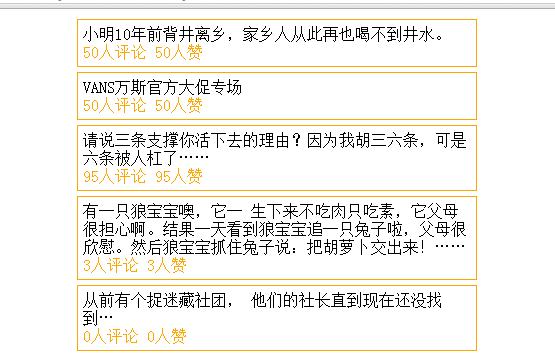 小明10年前背井离乡，家乡人从此再也喝不到井水。
50人评论 50人赞
VANS万斯官方大促专场
50人评论 50人赞
请说三条支撑你活下去的理由？因为我胡三六条，可是
六条被人杠了……
95人评论 95人赞
有一只狼宝宝噢，它一 生下来不吃肉只吃素，它父母
很担心啊。结果一天看到狼宝宝追一只兔子啦，父母很
欣慰。然后狼宝宝抓住兔子说：把胡萝卜交出来！……
3人评论 3人赞
从前有个捉迷藏社团， 他们的社长直到现在还没找
到…
0人评论 0人赞